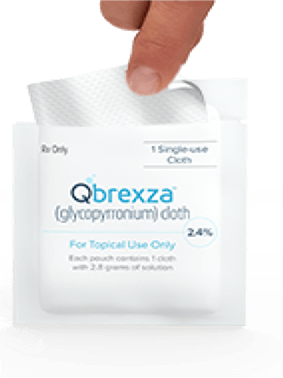 Rx Only
1 Single-use
Cloth
Qbrexza™
(glycopyrronium) cloth
2.4%
For Topical Use Only
Each pouch contains 1 cloth
with 2.8 grams of solution.